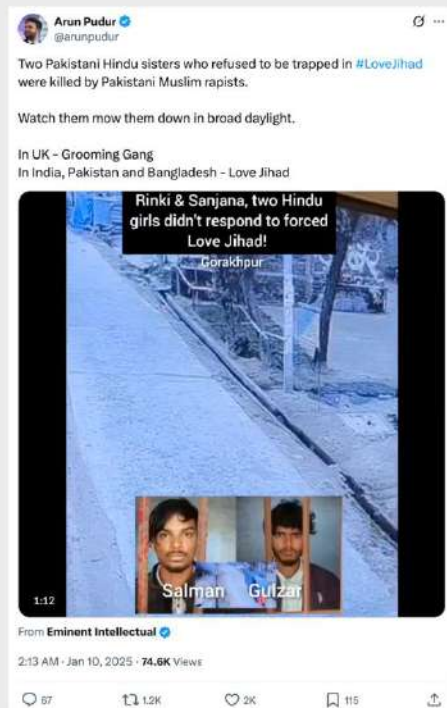 Arun Pudur
@arunpudur
Two Pakistani Hindu sisters who refused to be trapped in #LoveJihad
were killed by Pakistani Muslim rapists.
Watch them mow them down in broad daylight.
In UK - Grooming Gang
In India, Pakistan and Bangladesh - Love Jihad
Rinki & Sanjana, two Hindu
girls didn't respond to forced
Love Jihad!
Gorakhpur
Salman Gulzar
1:12
From Eminent Intellectual
2:13 AM · Jan 10, 2025 · 74.6K Views
67 1.2K 2K 115